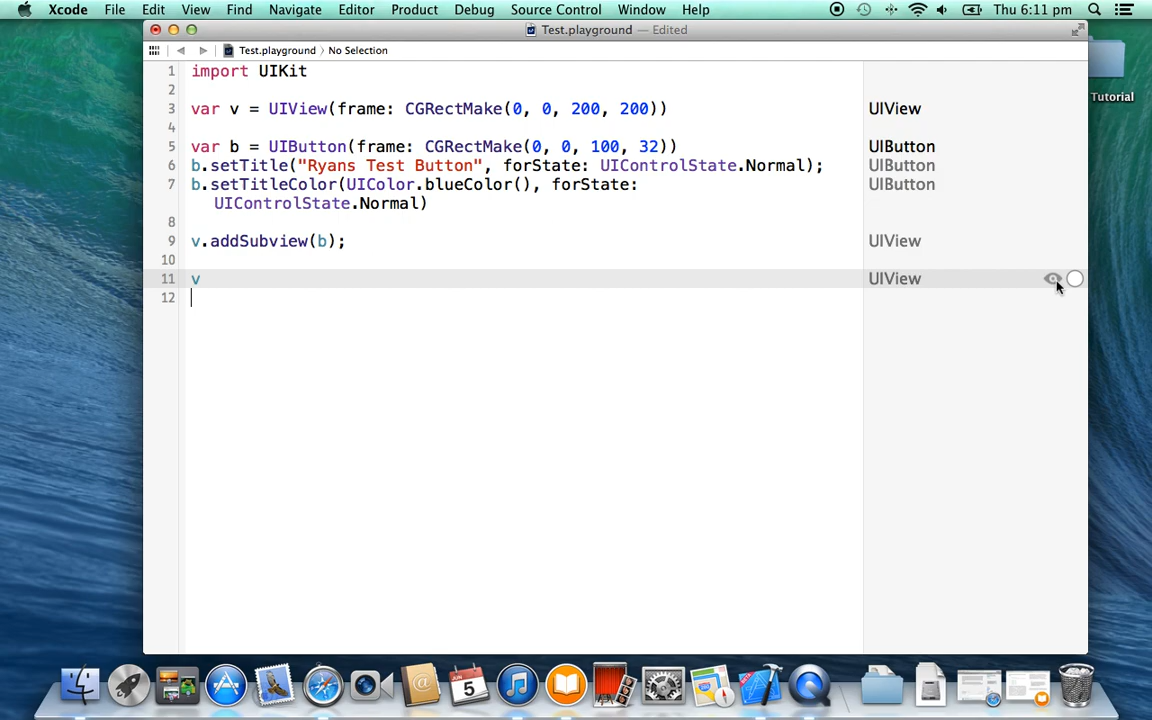 Xcode File Edit View Find Navigate Editor Product Debug Source Control Window Help Thu 6:11 pm
Test.playground — Edited
Test.playground No Selection
Tutorial
1 import UIKit
2
3 var v = UIView(frame: CGRectMake(0, 0, 200, 200)) UIView
4
5 var b = UIButton(frame: CGRectMake(0, 0, 100, 32)) UIButton
6 b.setTitle("Ryans Test Button", forState: UIControlState.Normal); UIButton
7 b.setTitleColor(UIColor.blueColor(), forState: UIButton
UIControlState.Normal)
8
9 v.addSubview(b); UIView
10
11 v UIView
12
5